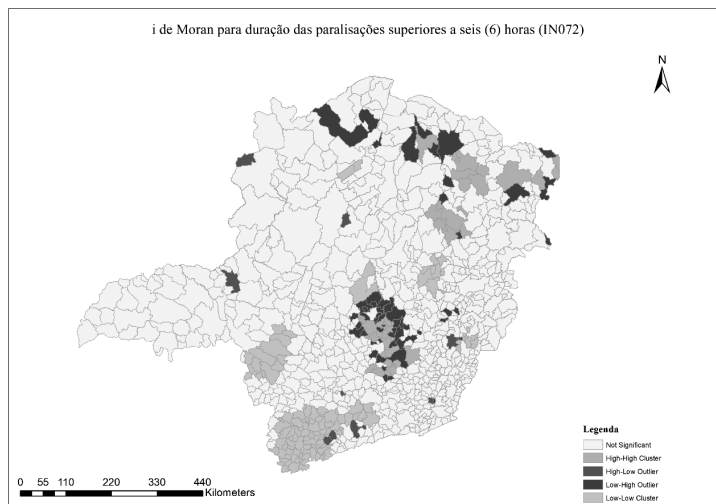 i de Moran para duração das paralisações superiores a seis (6) horas (IN072)
N
Legenda
Not Significant
High-High Cluster
High-Low Outlier
Low-High Outlier
Low-Low Cluster
0 55 110 220 330 440
Kilometers